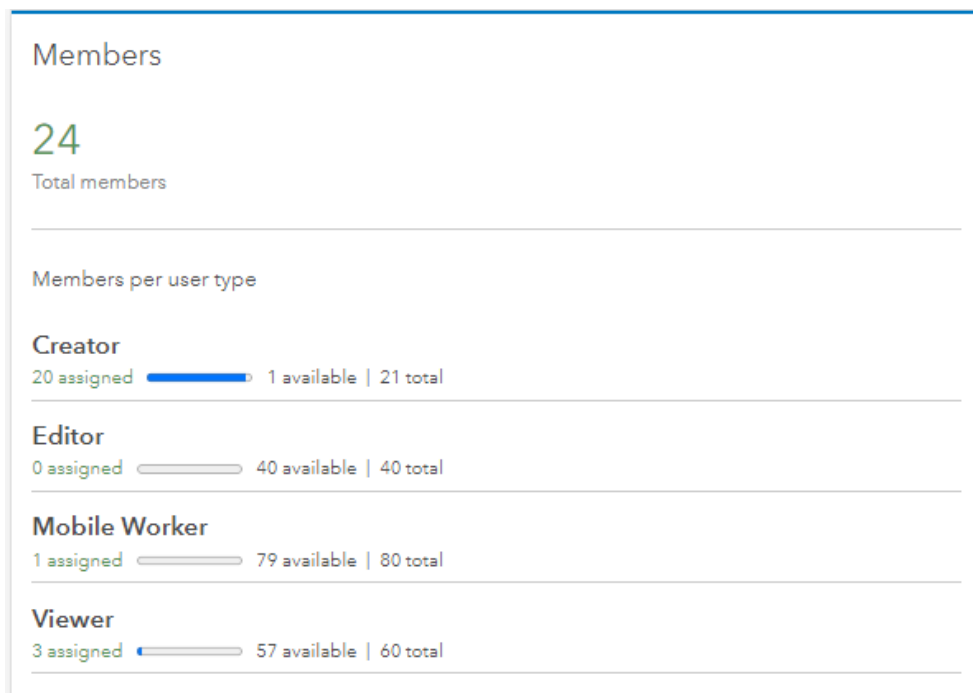 Members
24
Total members
Members per user type
Creator
20 assigned 1 available | 21 total
Editor
0 assigned 40 available | 40 total
Mobile Worker
1 assigned 79 available | 80 total
Viewer
3 assigned 57 available | 60 total